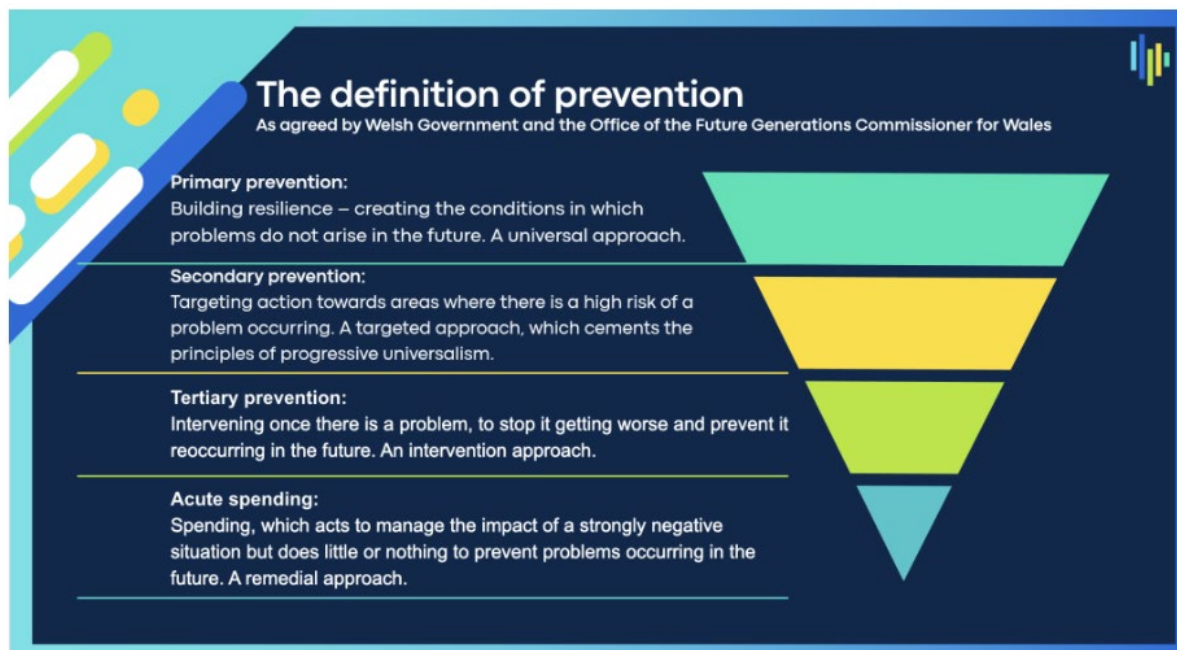 The definition of prevention
As agreed by Welsh Government and the Office of the Future Generations Commissioner for Wales
Primary prevention:
Building resilience – creating the conditions in which
problems do not arise in the future. A universal approach.
Secondary prevention:
Targeting action towards areas where there is a high risk of a
problem occurring. A targeted approach, which cements the
principles of progressive universalism.
Tertiary prevention:
Intervening once there is a problem, to stop it getting worse and prevent it
reoccurring in the future. An intervention approach.
Acute spending:
Spending, which acts to manage the impact of a strongly negative
situation but does little or nothing to prevent problems occurring in the
future. A remedial approach.